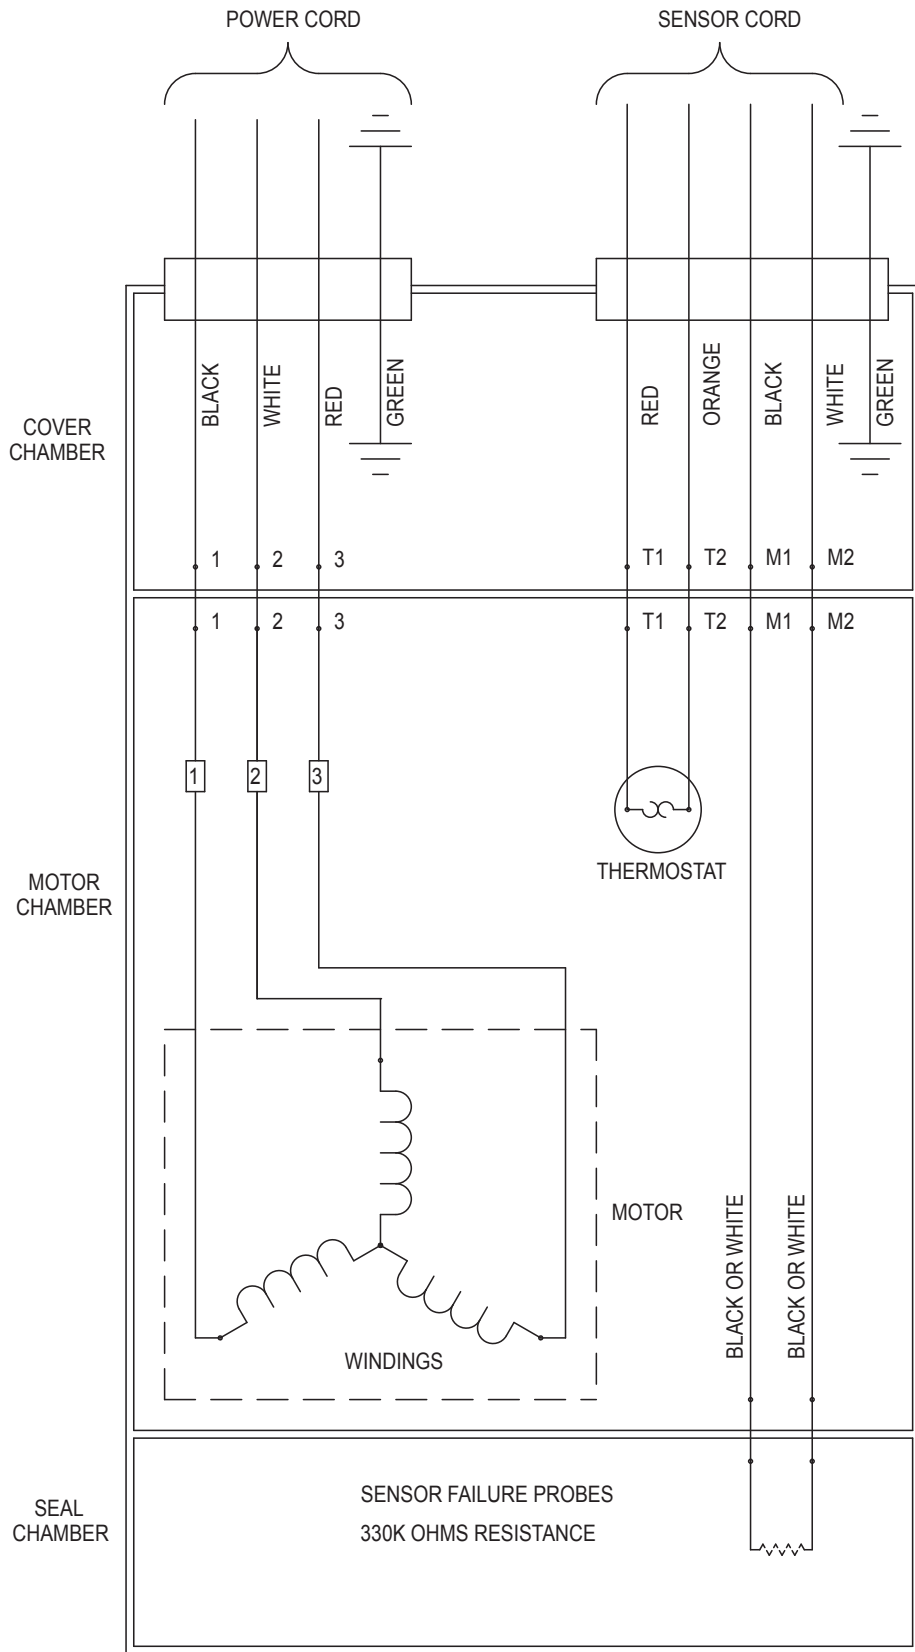 POWER CORD
SENSOR CORD
BLACK
WHITE
RED
GREEN
RED
ORANGE
BLACK
WHITE
GREEN
COVER
CHAMBER
1
2
3
T1
T2
M1
M2
1
2
3
T1
T2
M1
M2
1
2
3
THERMOSTAT
MOTOR
CHAMBER
MOTOR
BLACK OR WHITE
BLACK OR WHITE
WINDINGS
SEAL
CHAMBER
SENSOR FAILURE PROBES
330K OHMS RESISTANCE